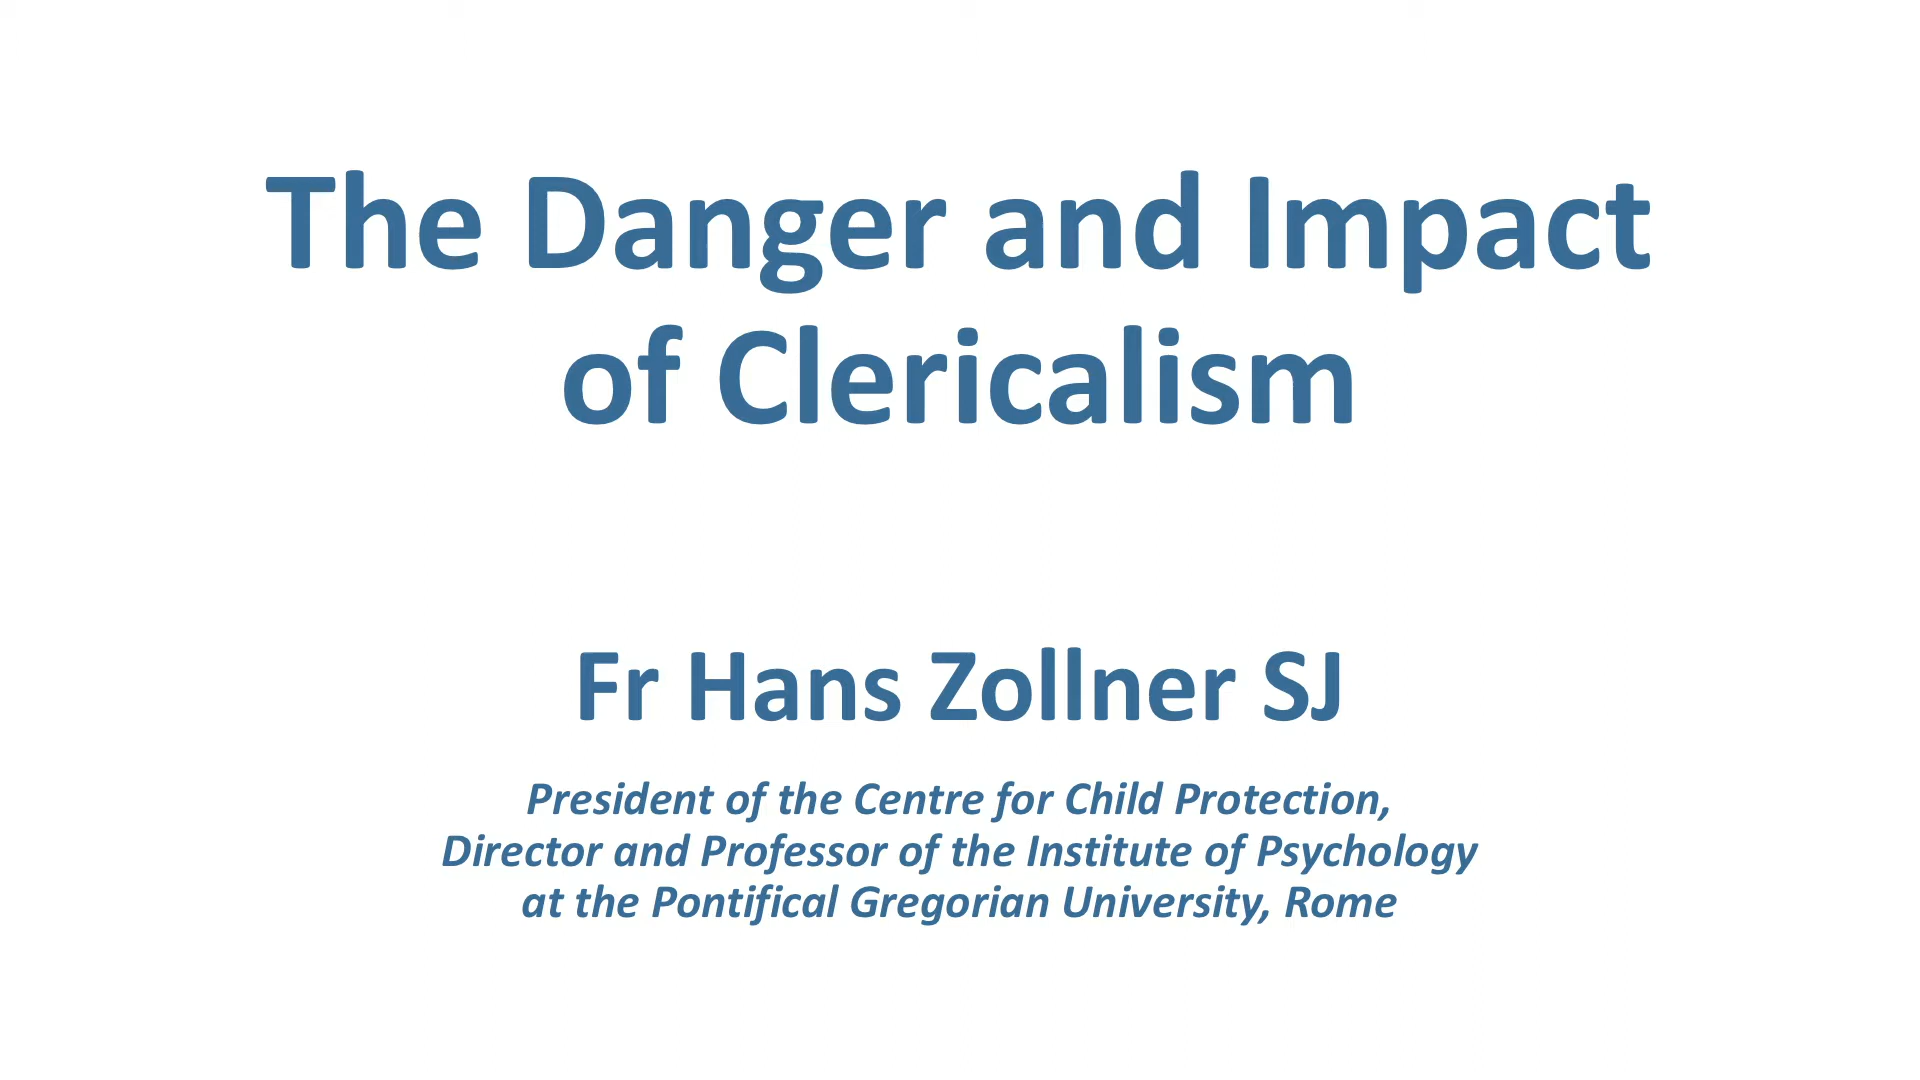 The Danger and Impact
of Clericalism
Fr Hans Zollner SJ
President of the Centre for Child Protection,
Director and Professor of the Institute of Psychology
at the Pontifical Gregorian University, Rome